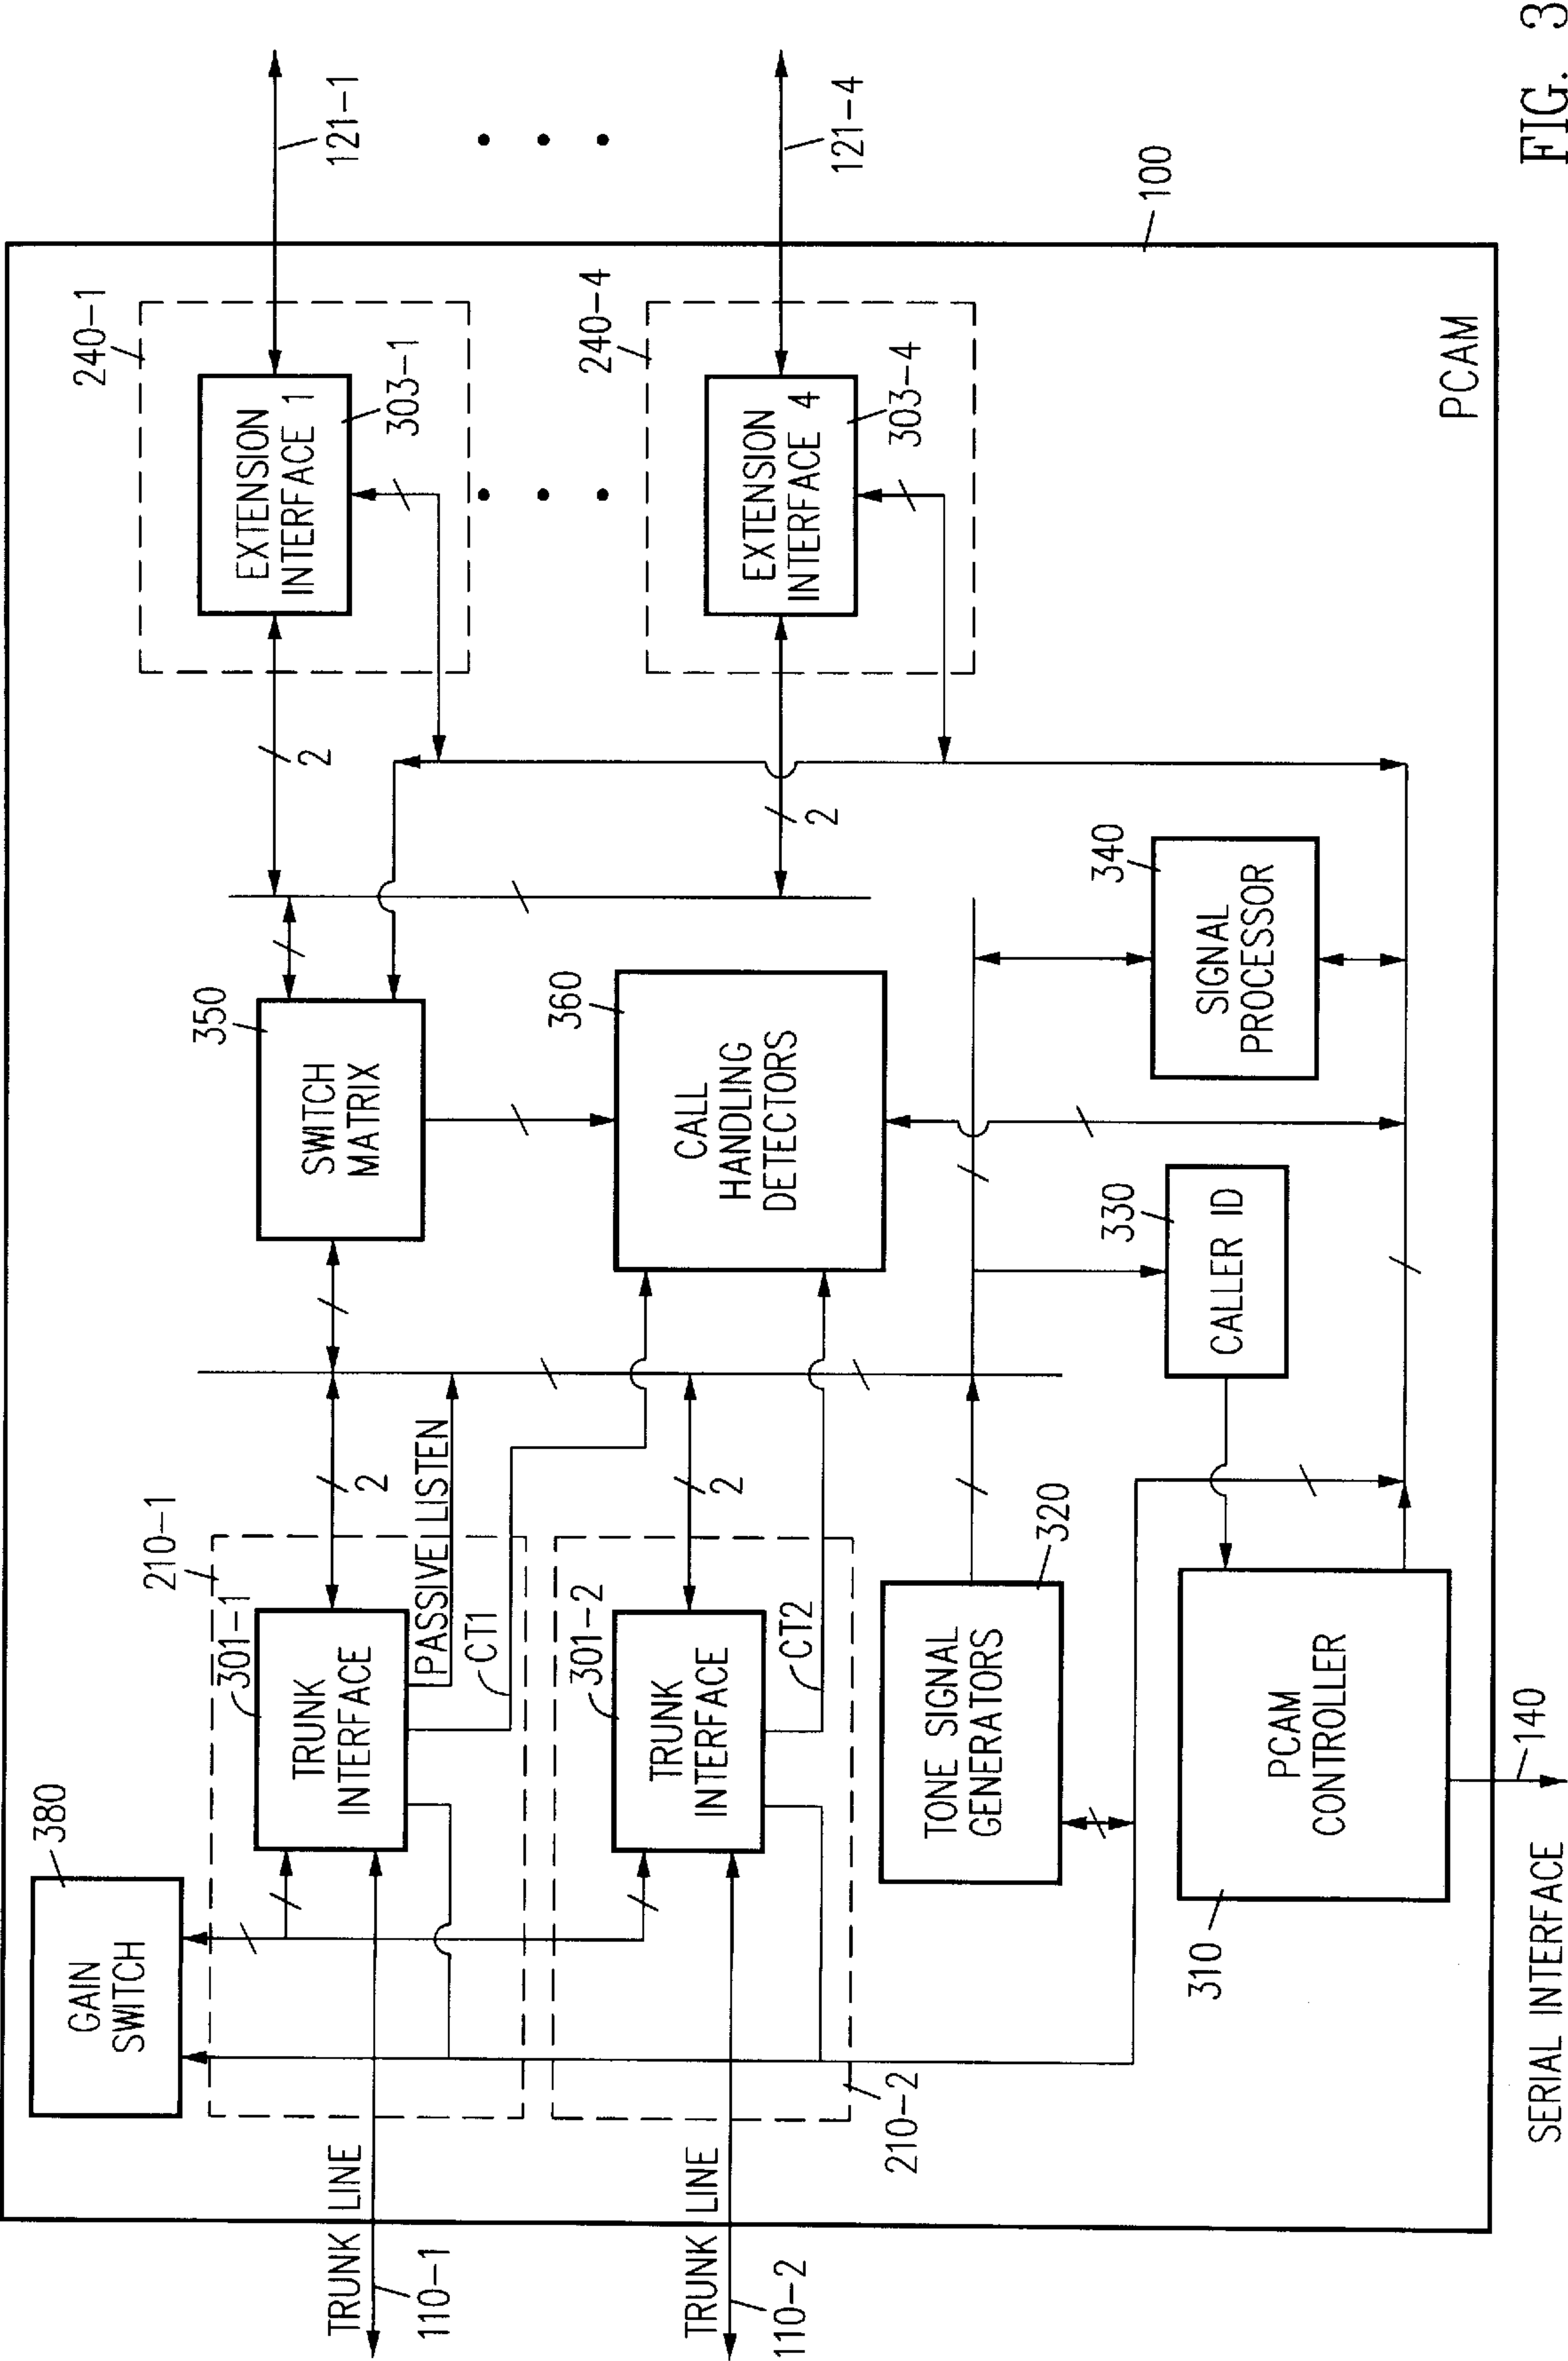 380
GAIN
SWITCH
TRUNK LINE
110-1
210-1
301-1
TRUNK
INTERFACE
2
PASSIVE LISTEN
CT1
350
SWITCH
MATRIX
2
240-1
EXTENSION
INTERFACE 1
303-1
121-1
TRUNK LINE
110-2
210-2
301-2
TRUNK
INTERFACE
2
CT2
360
CALL
HANDLING
DETECTORS
2
240-4
EXTENSION
INTERFACE 4
303-4
121-4
TONE SIGNAL
GENERATORS
320
330
CALLER ID
340
SIGNAL
PROCESSOR
100
310
PCAM
CONTROLLER
PCAM
SERIAL INTERFACE
140
FIG. 3